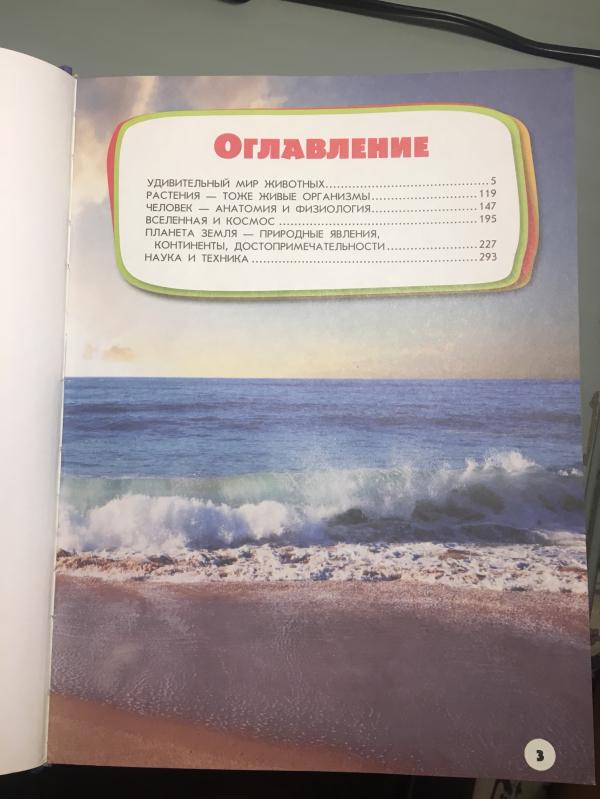 ОГЛАВЛЕНИЕ
УДИВИТЕЛЬНЫЙ МИР ЖИВОТНЫХ........................................5
РАСТЕНИЯ — ТОЖЕ ЖИВЫЕ ОРГАНИЗМЫ..........................119
ЧЕЛОВЕК — АНАТОМИЯ И ФИЗИОЛОГИЯ..........................147
ВСЕЛЕННАЯ И КОСМОС................................................195
ПЛАНЕТА ЗЕМЛЯ — ПРИРОДНЫЕ ЯВЛЕНИЯ,
КОНТИНЕНТЫ, ДОСТОПРИМЕЧАТЕЛЬНОСТИ......................227
НАУКА И ТЕХНИКА......................................................293
3